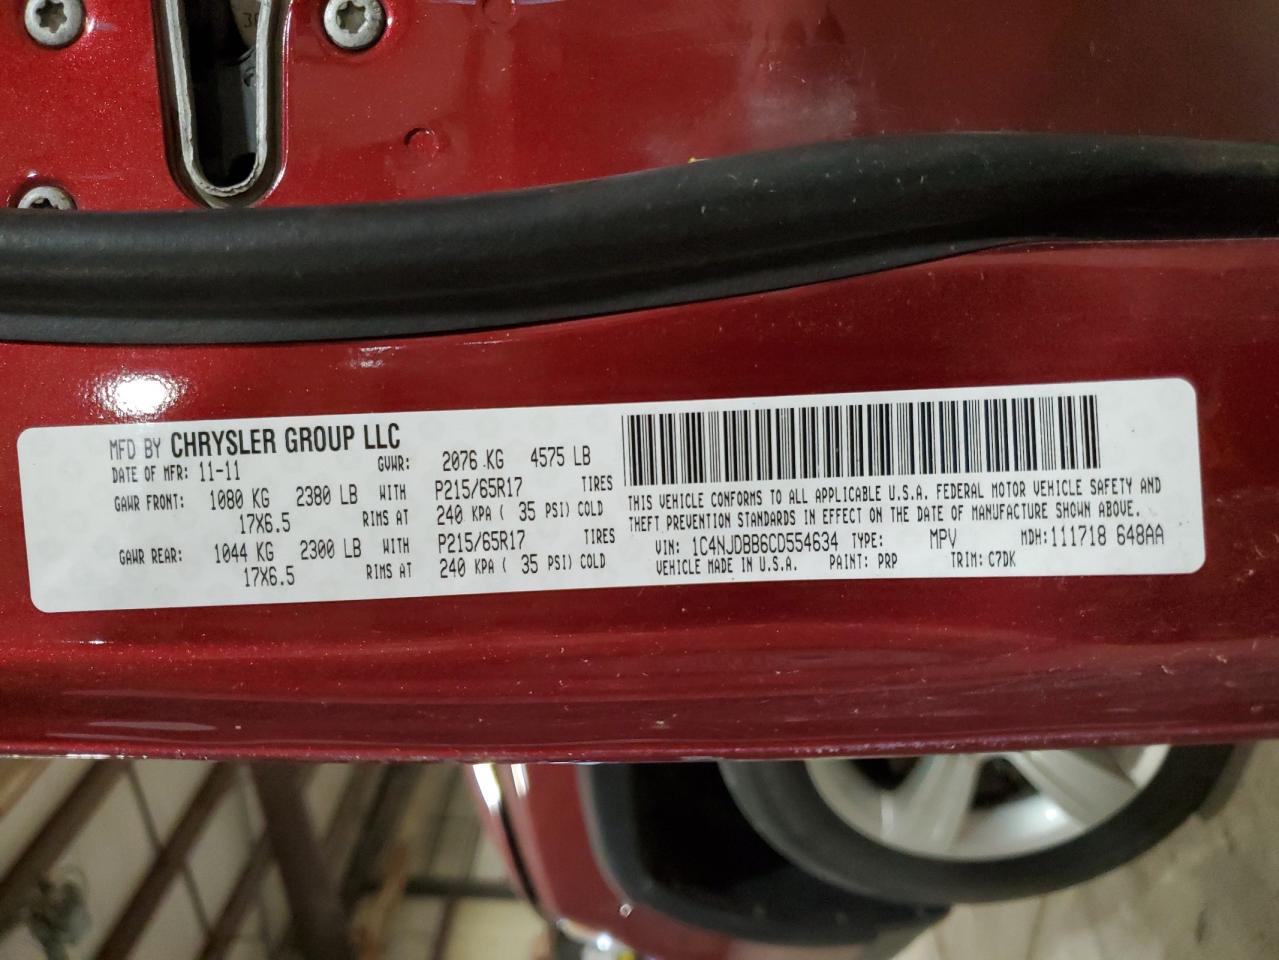 MFD BY CHRYSLER GROUP LLC
DATE OF MFR: 11-11 GVWR: 2076 KG 4575 LB
GAWR FRONT: 1080 KG 2380 LB WITH P215/65R17 TIRES
17X6.5 RIMS AT 240 KPA ( 35 PSI) COLD
GAWR REAR: 1044 KG 2300 LB WITH P215/65R17 TIRES
17X6.5 RIMS AT 240 KPA ( 35 PSI) COLD
THIS VEHICLE CONFORMS TO ALL APPLICABLE U.S.A. FEDERAL MOTOR VEHICLE SAFETY AND
THEFT PREVENTION STANDARDS IN EFFECT ON THE DATE OF MANUFACTURE SHOWN ABOVE.
VIN: 1C4NJDBB6CD554634 TYPE: MPV MDH: 111718 648AA
VEHICLE MADE IN U.S.A. PAINT: PRP TRIM: C7DK